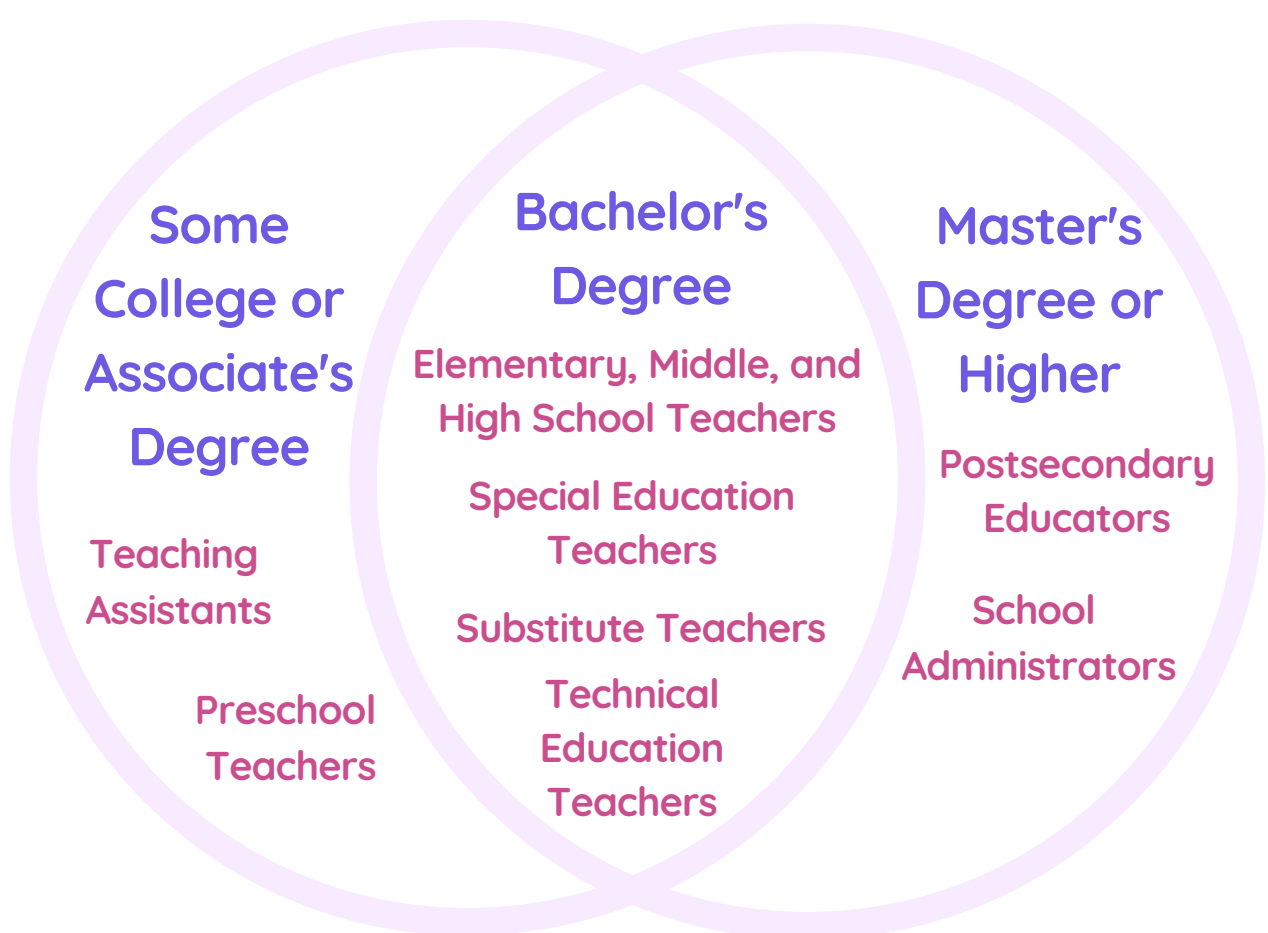 Some
College or
Associate's
Degree
Teaching
Assistants
Preschool
Teachers
Bachelor's
Degree
Elementary, Middle, and
High School Teachers
Special Education
Teachers
Substitute Teachers
Technical
Education
Teachers
Master's
Degree or
Higher
Postsecondary
Educators
School
Administrators